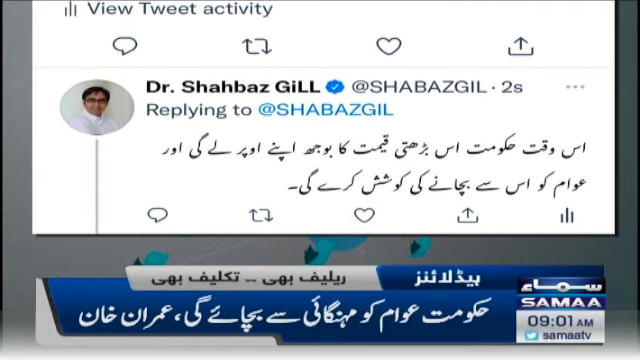 View Tweet activity
Dr. Shahbaz GiLL @SHABAZGIL · 2s
Replying to @SHABAZGIL
اس وقت حکومت اس بڑھتی قیمت کا بوجھ اپنے اوپر لے گی اور
عوام کو اس سے بچانے کی کوشش کرے گی۔
ہیڈلائنز
ریلیف بھی -- تکلیف بھی
حکومت عوام کو مہنگائی سے بچائے گی، عمران خان
سماء
SAMAA
09:01 AM
samaatv